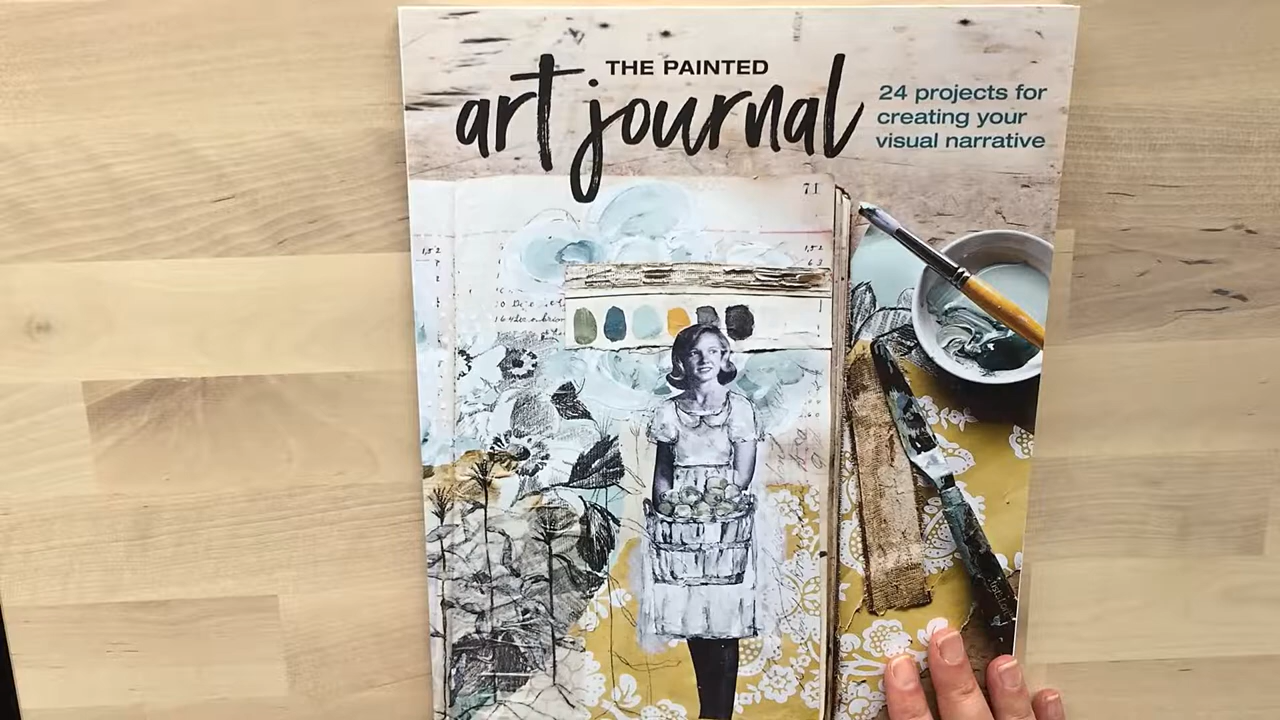 THE PAINTED
art journal
24 projects for
creating your
visual narrative
71